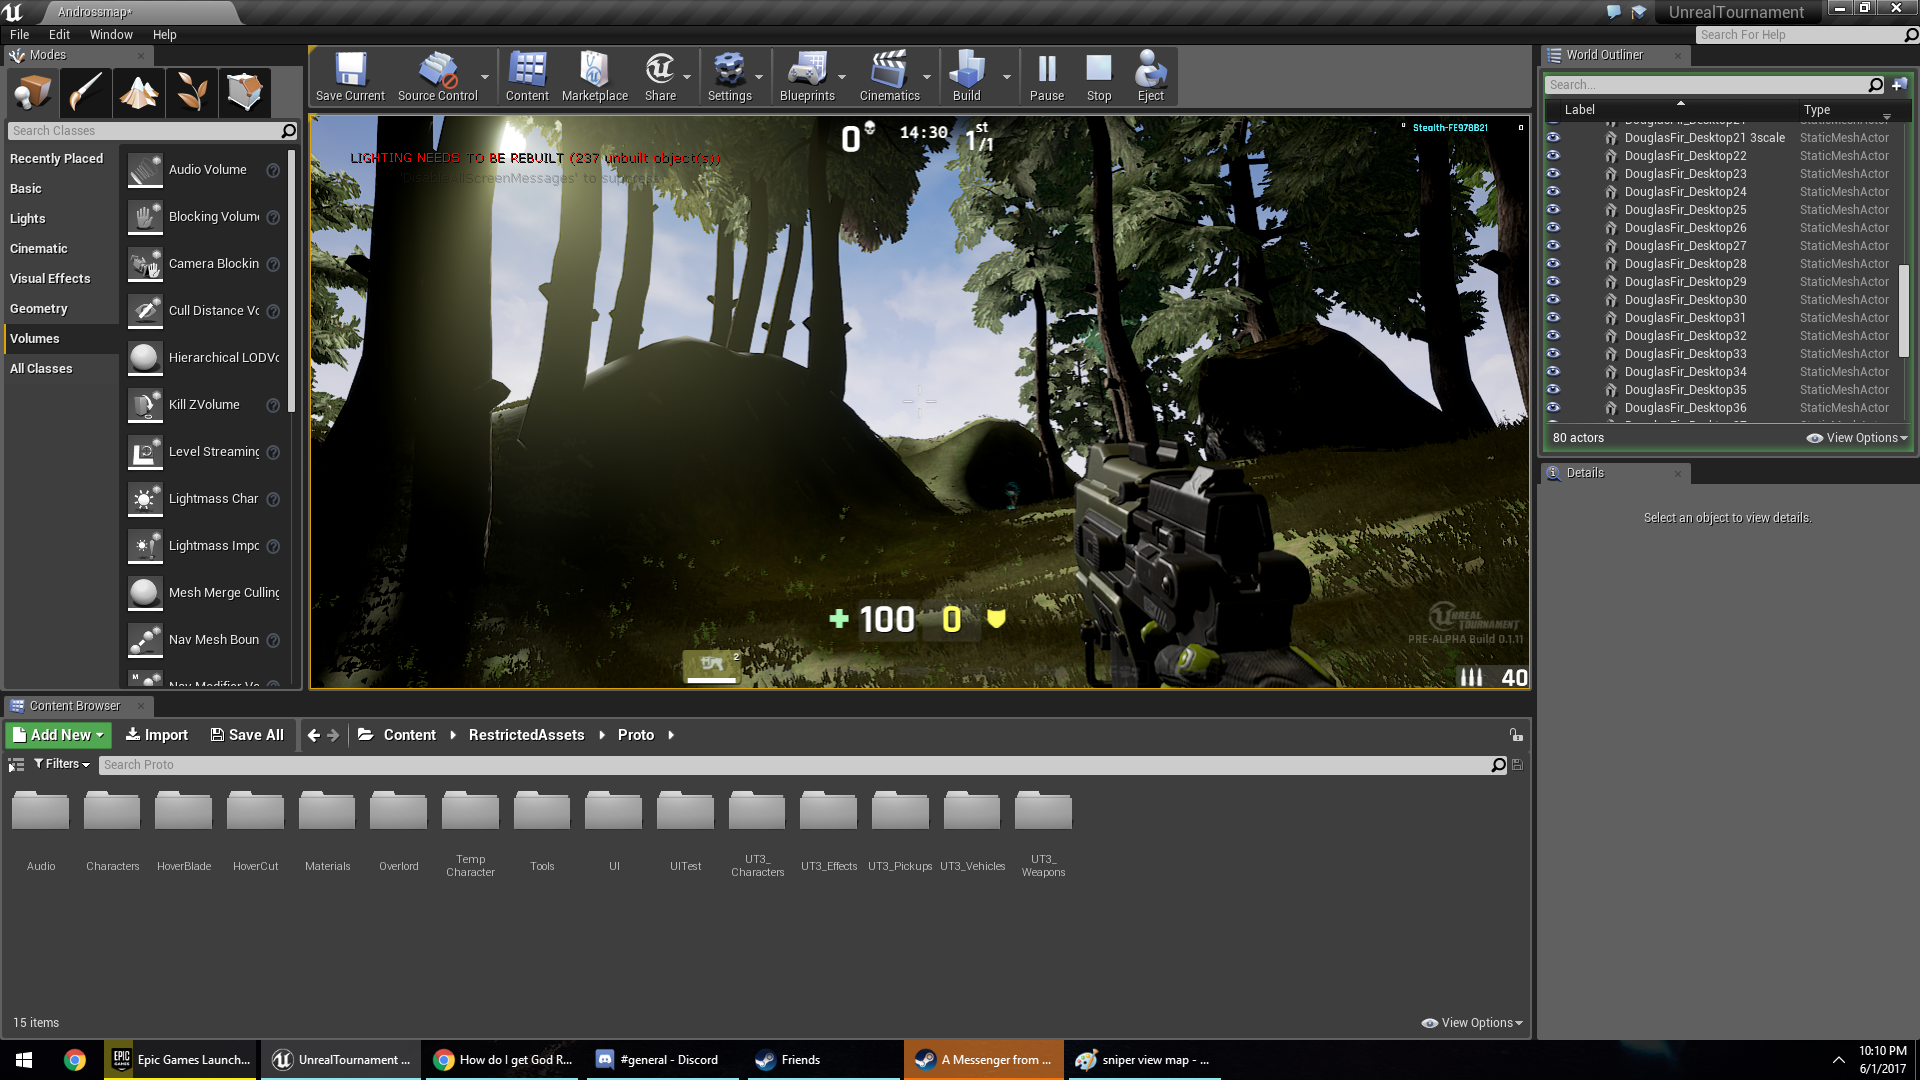 Androssmap*
UnrealTournament
File
Edit
Window
Help
Search For Help
Modes
Search Classes
Recently Placed
Basic
Lights
Cinematic
Visual Effects
Geometry
Volumes
All Classes
Audio Volume
Blocking Volum
Camera Blockin
Cull Distance Vc
Hierarchical LODVc
Kill ZVolume
Level Streaming
Lightmass Char
Lightmass Impc
Mesh Merge Culling
Nav Mesh Boun
Nav Modifier Vo
Save Current
Source Control
Content
Marketplace
Share
Settings
Blueprints
Cinematics
Build
Pause
Stop
Eject
LIGHTING NEEDS TO BE REBUILT (237 unbuilt object(s))
'DisableAllScreenMessages' to suppress
0
14:30
1st/1
Stealth-FE978B21
0
100
0
2
UNREAL TOURNAMENT
PRE-ALPHA Build 0.1.11
40
World Outliner
Search...
Label
Type
DouglasFir_Desktop21 3scale StaticMeshActor
DouglasFir_Desktop22 StaticMeshActor
DouglasFir_Desktop23 StaticMeshActor
DouglasFir_Desktop24 StaticMeshActor
DouglasFir_Desktop25 StaticMeshActor
DouglasFir_Desktop26 StaticMeshActor
DouglasFir_Desktop27 StaticMeshActor
DouglasFir_Desktop28 StaticMeshActor
DouglasFir_Desktop29 StaticMeshActor
DouglasFir_Desktop30 StaticMeshActor
DouglasFir_Desktop31 StaticMeshActor
DouglasFir_Desktop32 StaticMeshActor
DouglasFir_Desktop33 StaticMeshActor
DouglasFir_Desktop34 StaticMeshActor
DouglasFir_Desktop35 StaticMeshActor
DouglasFir_Desktop36 StaticMeshActor
80 actors
View Options
Details
Select an object to view details.
Content Browser
Add New
Import
Save All
Content
RestrictedAssets
Proto
Filters
Search Proto
Audio
Characters
HoverBlade
HoverCut
Materials
Overlord
Temp
Character
Tools
UI
UITest
UT3_
Characters
UT3_Effects
UT3_Pickups
UT3_Vehicles
UT3_
Weapons
15 items
View Options
EPIC GAMES
Epic Games Launch...
UnrealTournament ...
How do I get God R...
#general - Discord
Friends
A Messenger from ...
sniper view map - ...
10:10 PM
6/1/2017